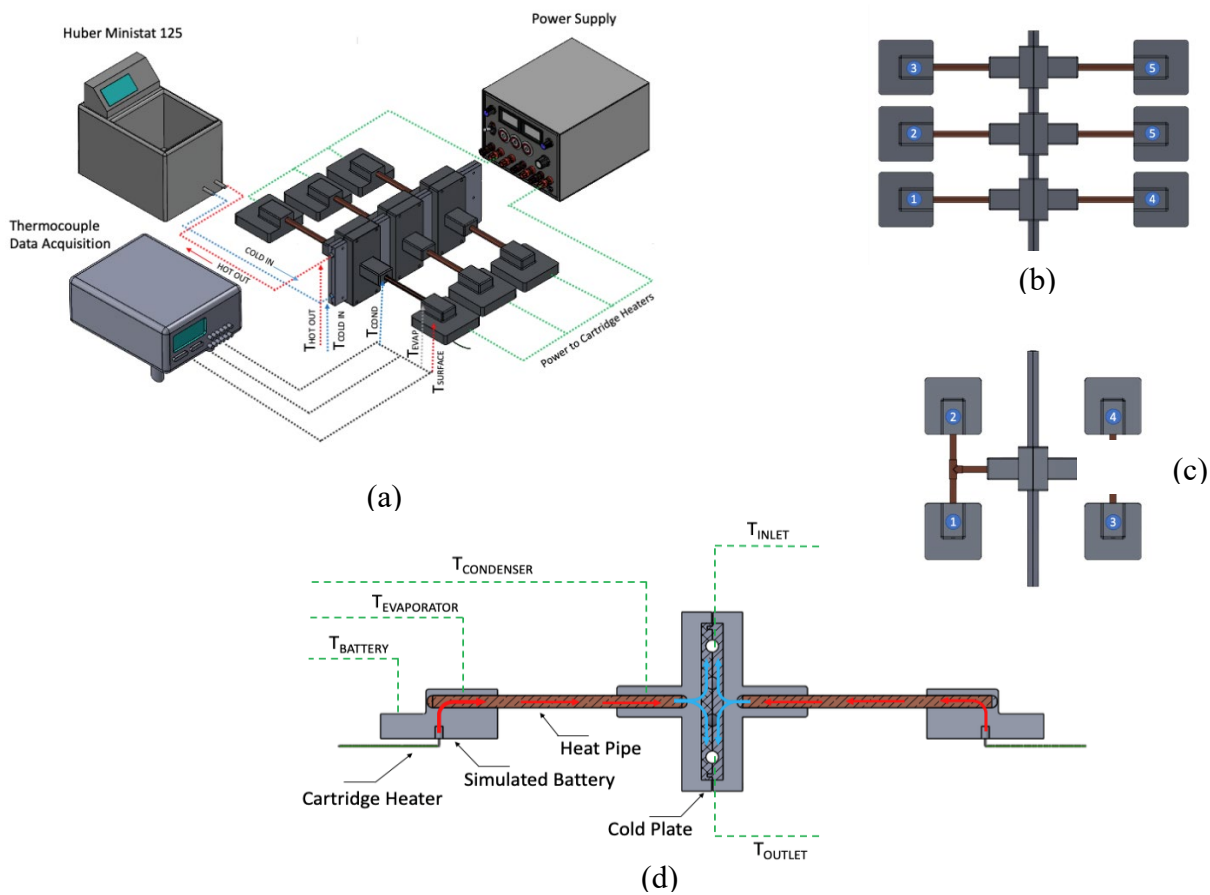 Huber Ministat 125
Power Supply
Thermocouple
Data Acquisition
COLD IN
HOT OUT
T HOT OUT
T COLD IN
T COND
T EVAP
T SURFACE
Power to Cartridge Heaters
(a)
3
5
2
5
1
4
(b)
2
4
1
3
(c)
T INLET
T CONDENSER
T EVAPORATOR
T BATTERY
Heat Pipe
Simulated Battery
Cartridge Heater
Cold Plate
T OUTLET
(d)